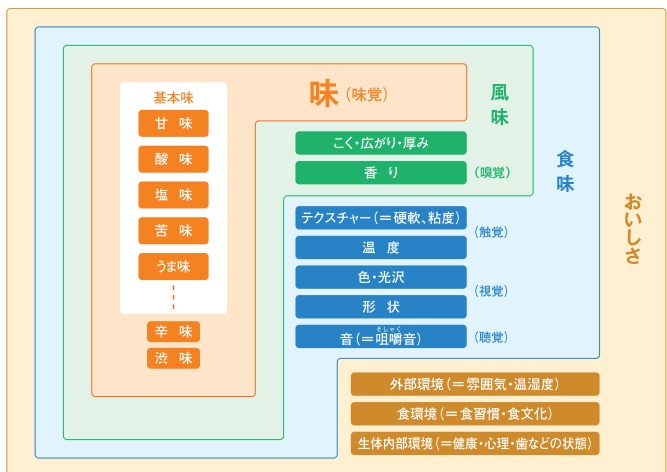 味（味覚）
基本味
甘 味
酸 味
塩 味
苦 味
うま味
辛 味
渋 味
風味
こく・広がり・厚み
香 り
（嗅覚）
食味
テクスチャー（＝硬軟、粘度）
（触覚）
温 度
色・光沢
（視覚）
形 状
そしゃく
音（＝咀嚼音）
（聴覚）
おいしさ
外部環境（＝雰囲気・温湿度）
食環境（＝食習慣・食文化）
生体内部環境（＝健康・心理・歯などの状態）